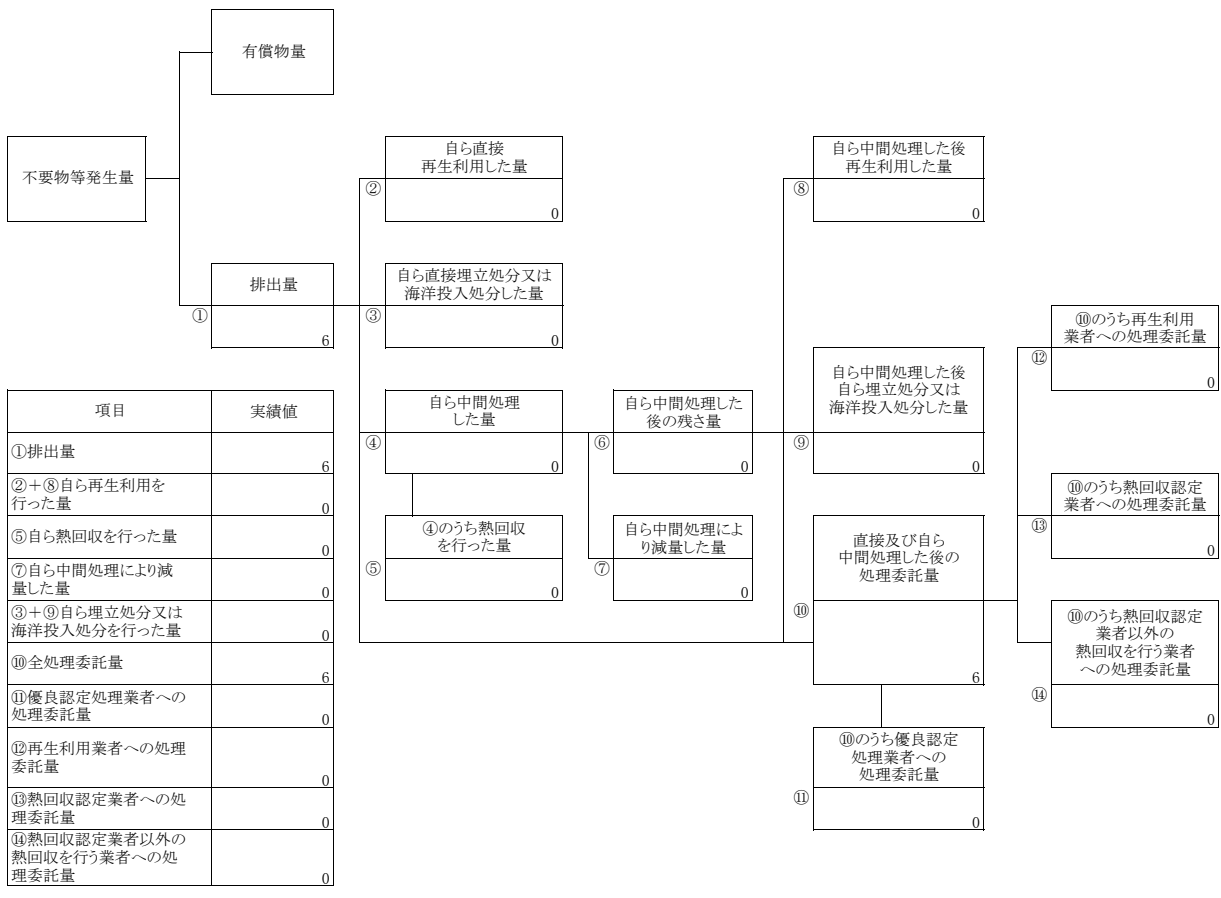 有償物量
不要物等発生量
排出量
①
6
自ら直接
再生利用した量
②
0
自ら直接埋立処分又は
海洋投入処分した量
③
0
自ら中間処理
した量
④
0
④のうち熱回収
を行った量
⑤
0
自ら中間処理した
後の残さ量
⑥
0
自ら中間処理によ
り減量した量
⑦
0
自ら中間処理した後
再生利用した量
⑧
0
自ら中間処理した後
自ら埋立処分又は
海洋投入処分した量
⑨
0
直接及び自ら
中間処理した後の
処理委託量
⑩
6
⑩のうち優良認定
処理業者への
処理委託量
⑪
0
⑩のうち再生利用
業者への処理委託量
⑫
0
⑩のうち熱回収認定
業者への処理委託量
⑬
0
⑩のうち熱回収認定
業者以外の
熱回収を行う業者
への処理委託量
⑭
0
項目 実績値
①排出量
6
②＋⑧自ら再生利用を
行った量
0
⑤自ら熱回収を行った量
0
⑦自ら中間処理により減
量した量
0
③＋⑨自ら埋立処分又は
海洋投入処分を行った量
0
⑩全処理委託量
6
⑪優良認定処理業者への
処理委託量
0
⑫再生利用業者への処理
委託量
0
⑬熱回収認定業者への処
理委託量
0
⑭熱回収認定業者以外の
熱回収を行う業者への処
理委託量
0